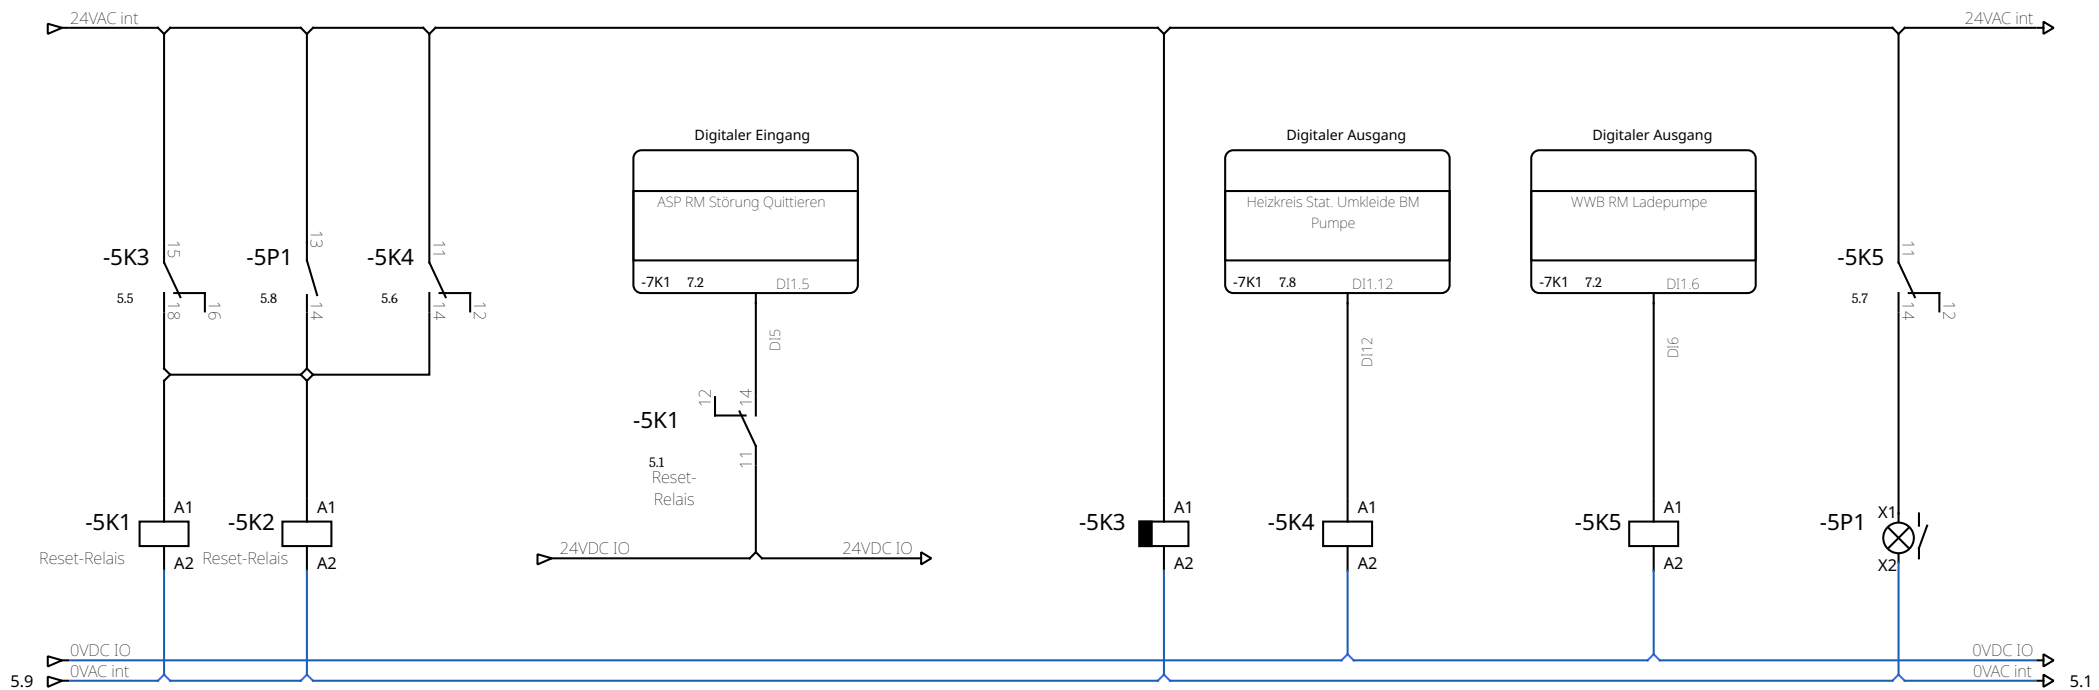 24VAC int
24VAC int
Digitaler Eingang
Digitaler Ausgang
Digitaler Ausgang
ASP RM Störung Quittieren
Heizkreis Stat. Umkleide BM
Pumpe
WWB RM Ladepumpe
-7K1 7.2 DI1.5
-7K1 7.8 DI1.12
-7K1 7.2 DI1.6
-5K3
15
5.5
18
16
-5P1
13
5.8
14
-5K4
11
5.6
14
12
-5K5
11
5.7
14
12
DI5
DI12
DI6
12
14
-5K1
5.1
11
Reset-
Relais
-5K1
A1
A2
Reset-Relais
-5K2
A1
A2
Reset-Relais
24VDC IO
24VDC IO
-5K3
A1
A2
-5K4
A1
A2
-5K5
A1
A2
-5P1
X1
X2
0VDC IO
0VDC IO
5.9
0VAC int
0VAC int
5.1